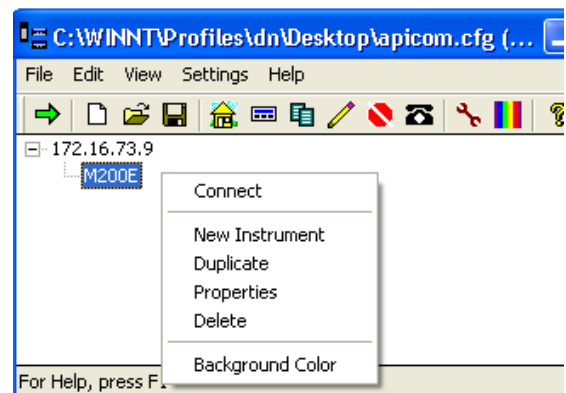 C:\WINNT\Profiles\dn\Desktop\apicom.cfg (...
File Edit View Settings Help
172.16.73.9
M200E
Connect
New Instrument
Duplicate
Properties
Delete
Background Color
For Help, press F1